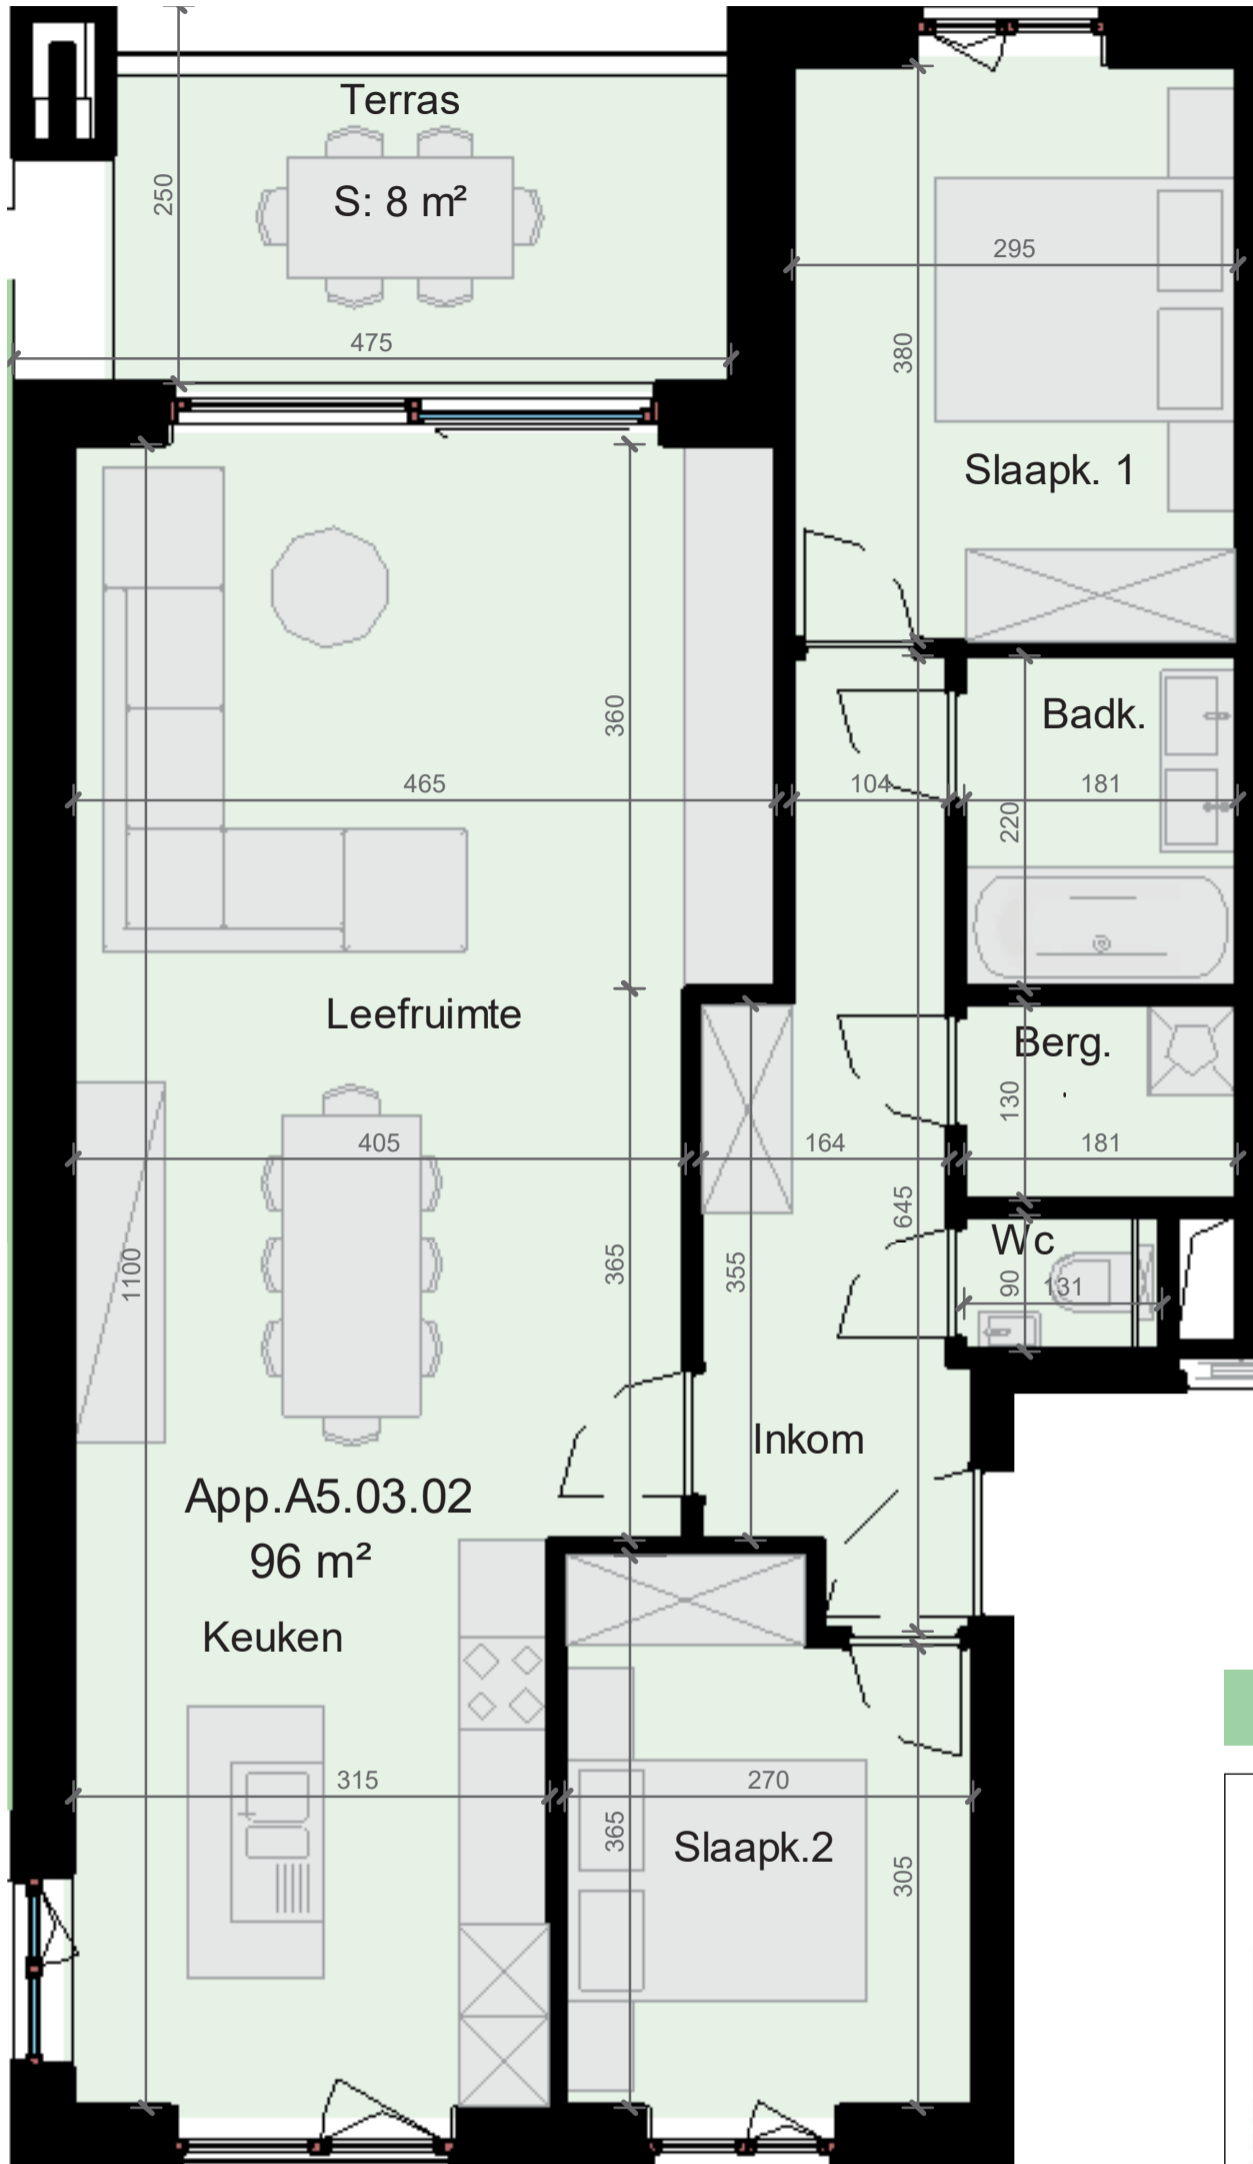 Terras
S: 8 m²
250
475
295
380
Slaapk. 1
Badk.
360
465
104
181
220
Leefruimte
Berg.
130
405
164
181
645
Wc
1100
365
355
90
131
Inkom
App.A5.03.02
96 m²
Keuken
315
270
365
Slaapk.2
305